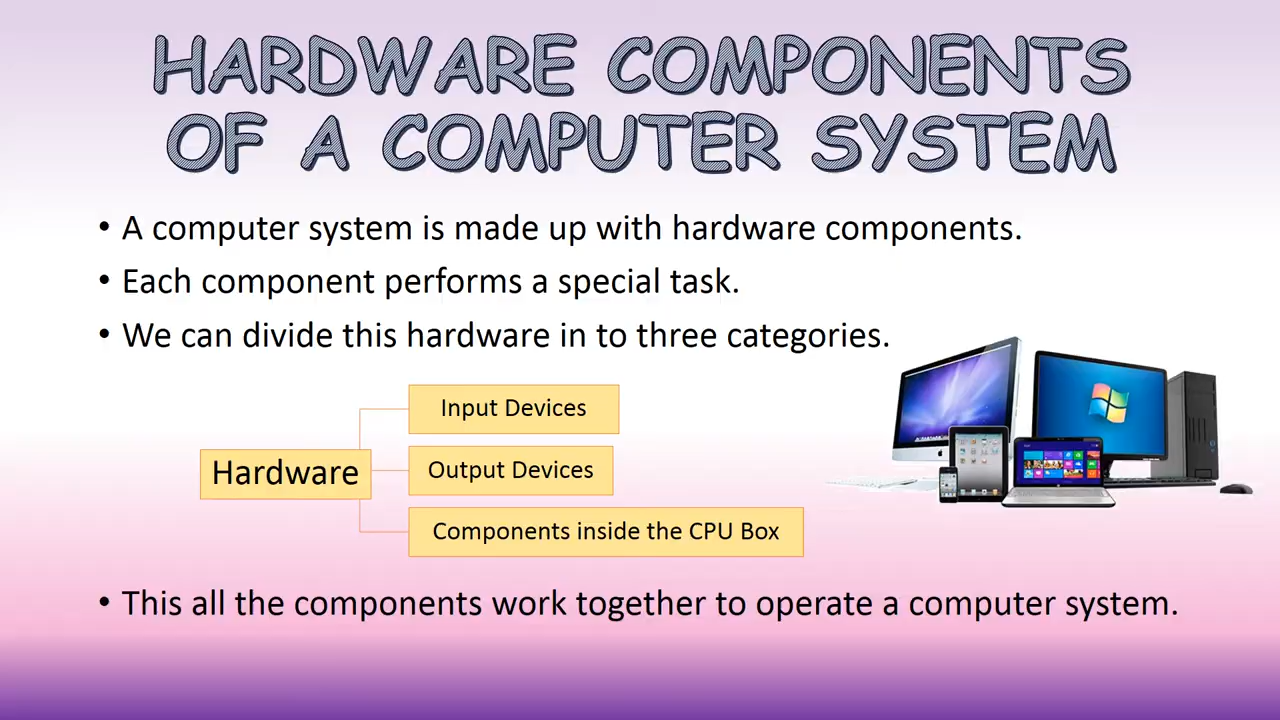 HARDWARE COMPONENTS
OF A COMPUTER SYSTEM
• A computer system is made up with hardware components.
• Each component performs a special task.
• We can divide this hardware in to three categories.
Hardware
Input Devices
Output Devices
Components inside the CPU Box
• This all the components work together to operate a computer system.